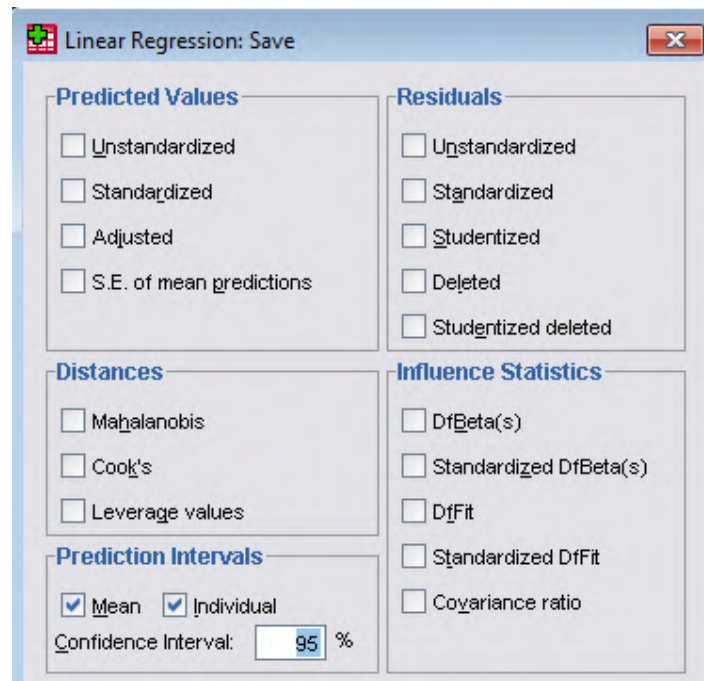 Linear Regression: Save
Predicted Values
Unstandardized
Standardized
Adjusted
S.E. of mean predictions
Residuals
Unstandardized
Standardized
Studentized
Deleted
Studentized deleted
Distances
Mahalanobis
Cook's
Leverage values
Influence Statistics
DfBeta(s)
Standardized DfBeta(s)
DfFit
Standardized DfFit
Covariance ratio
Prediction Intervals
Mean Individual
Confidence Interval: 95 %